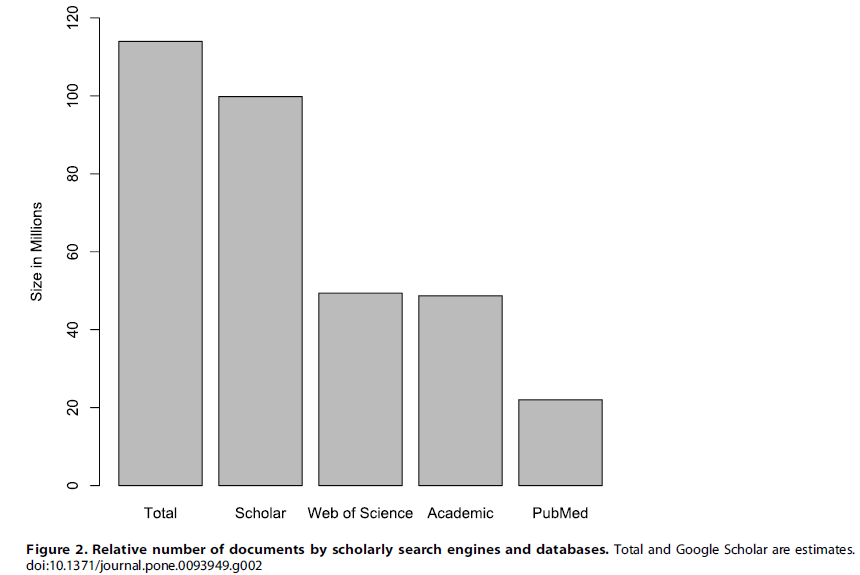 120
100
80
60
40
20
0
Size in Millions
Total Scholar Web of Science Academic PubMed
Figure 2. Relative number of documents by scholarly search engines and databases. Total and Google Scholar are estimates.
doi:10.1371/journal.pone.0093949.g002